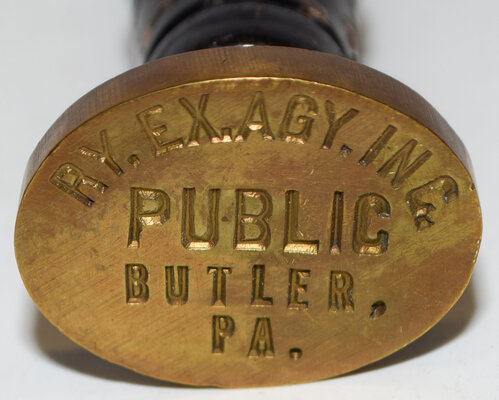 RY. EX. AGY. INC
PUBLIC
BUTLER,
PA.